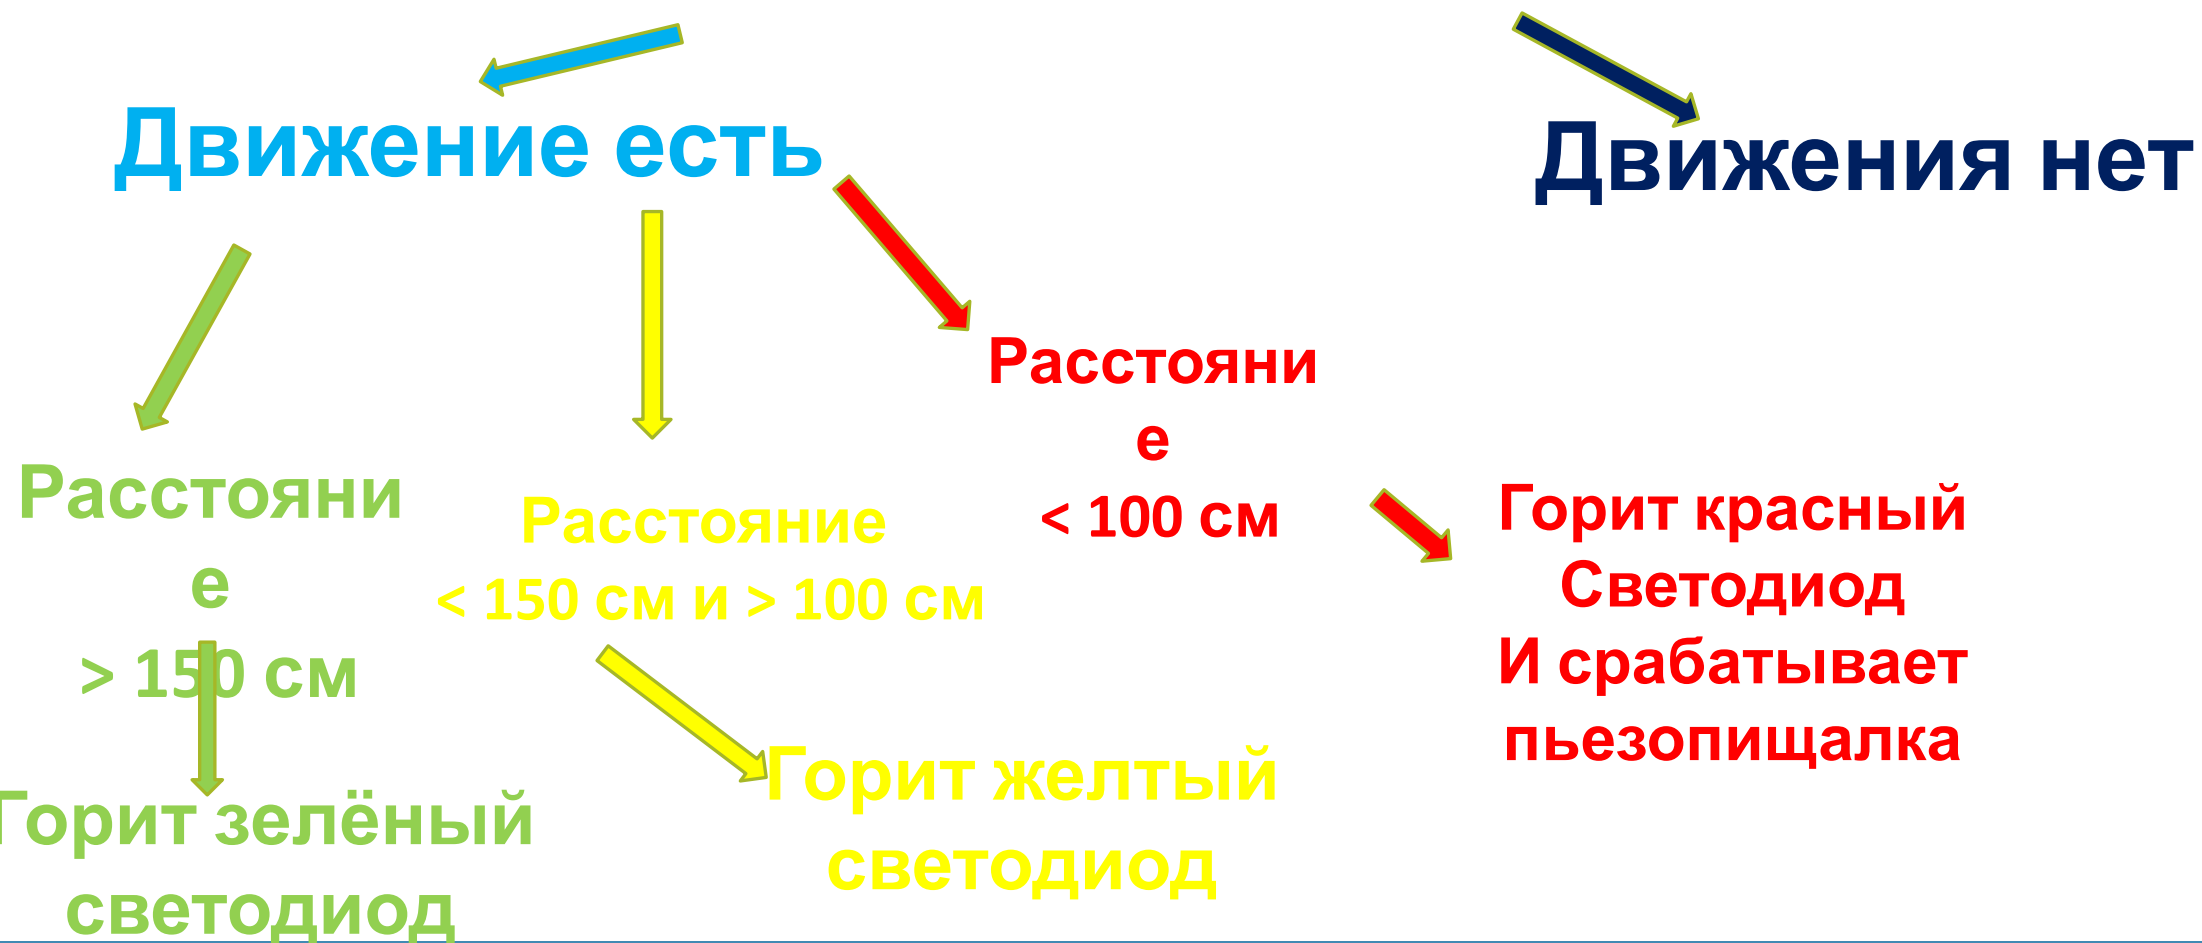 Движение есть
Движения нет
Расстояни
е
> 150 см
Расстояние
< 150 см и > 100 см
Расстояни
е
< 100 см
Горит красный
Светодиод
И срабатывает
пьезопищалка
Горит желтый
светодиод
Горит зелёный
светодиод